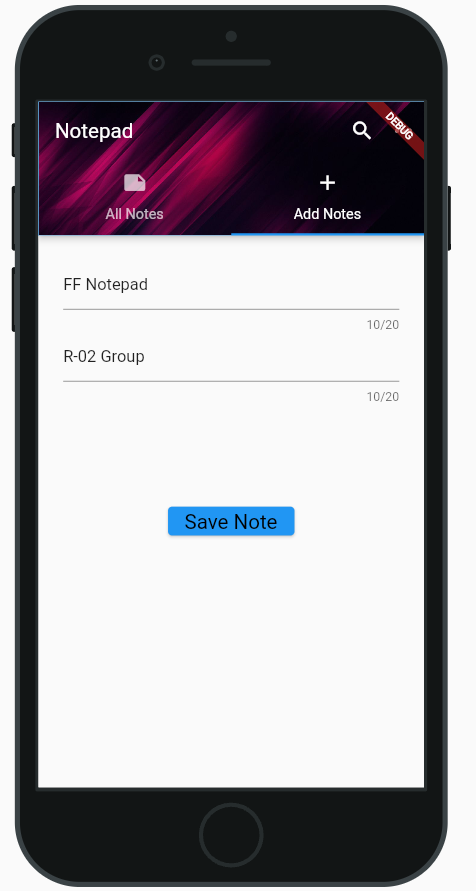 Notepad
DEBUG
All Notes
Add Notes
FF Notepad
10/20
R-02 Group
10/20
Save Note